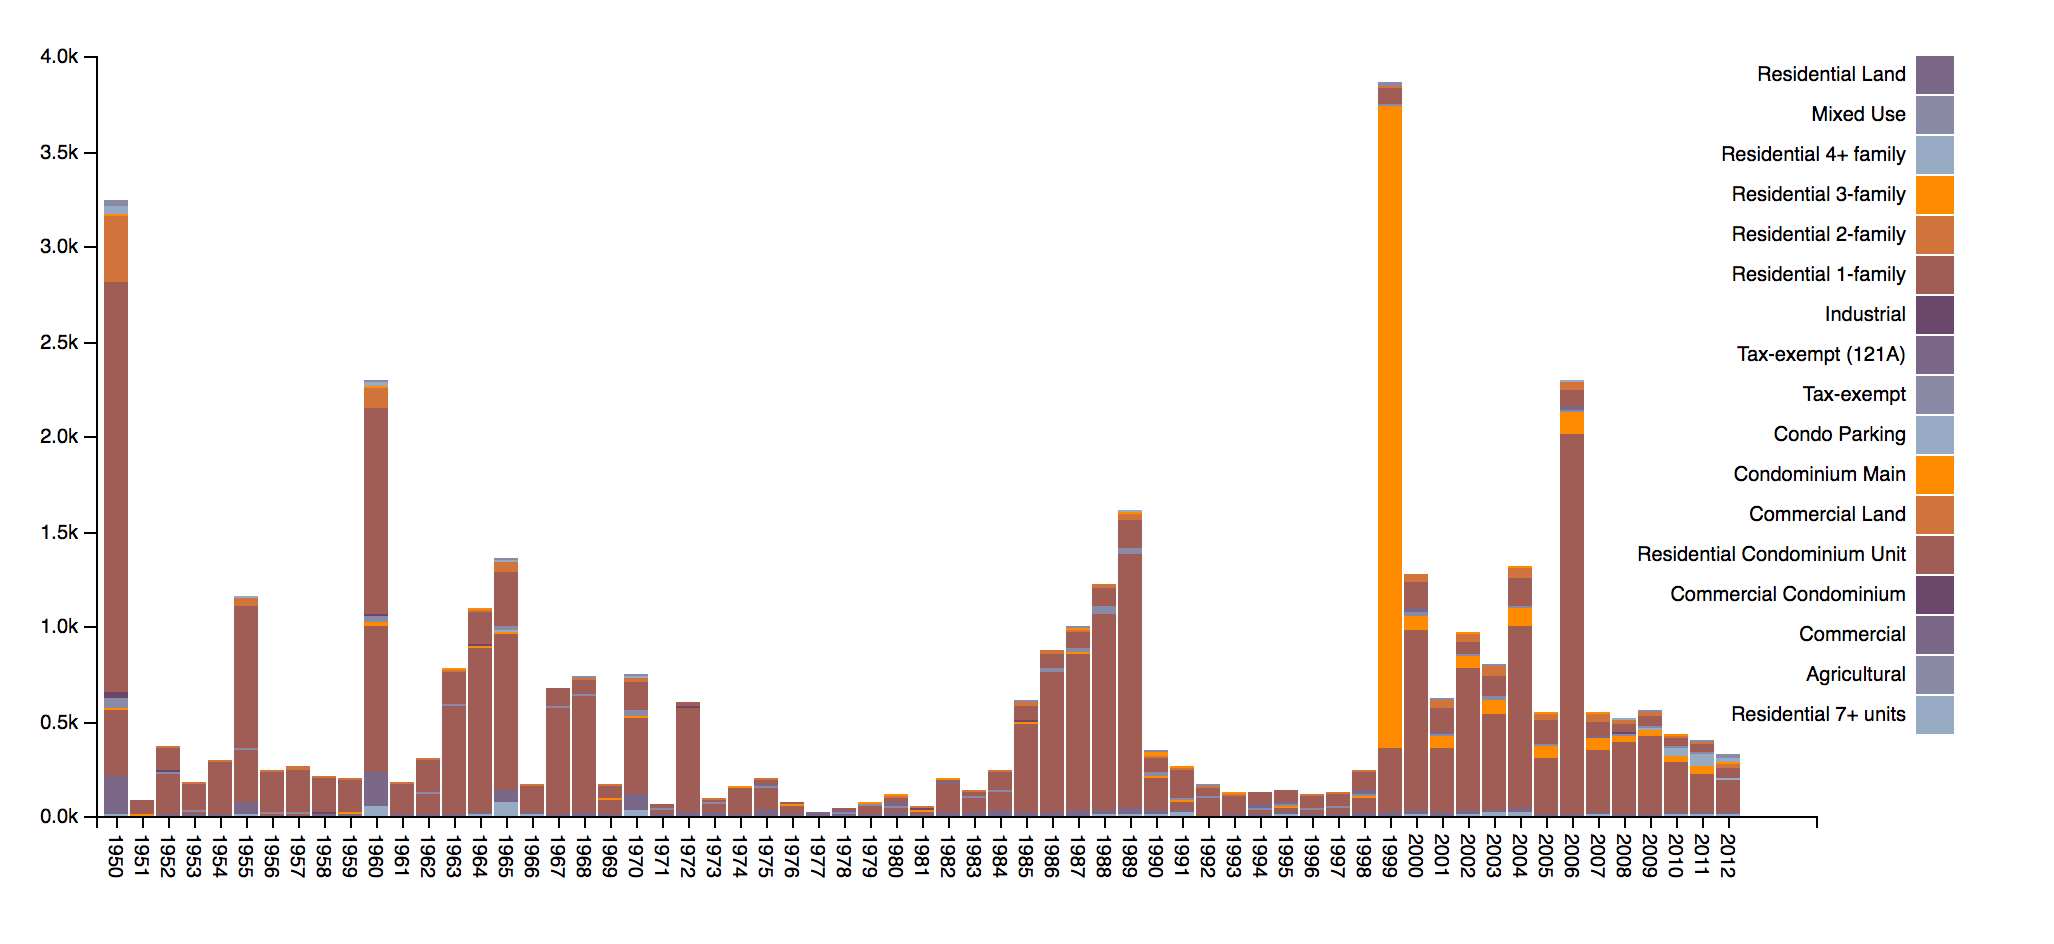 4.0k
3.5k
3.0k
2.5k
2.0k
1.5k
1.0k
0.5k
0.0k
1950
1951
1952
1953
1954
1955
1956
1957
1958
1959
1960
1961
1962
1963
1964
1965
1966
1967
1968
1969
1970
1971
1972
1973
1974
1975
1976
1977
1978
1979
1980
1981
1982
1983
1984
1985
1986
1987
1988
1989
1990
1991
1992
1993
1994
1995
1996
1997
1998
1999
2000
2001
2002
2003
2004
2005
2006
2007
2008
2009
2010
2011
2012
Residential Land
Mixed Use
Residential 4+ family
Residential 3-family
Residential 2-family
Residential 1-family
Industrial
Tax-exempt (121A)
Tax-exempt
Condo Parking
Condominium Main
Commercial Land
Residential Condominium Unit
Commercial Condominium
Commercial
Agricultural
Residential 7+ units